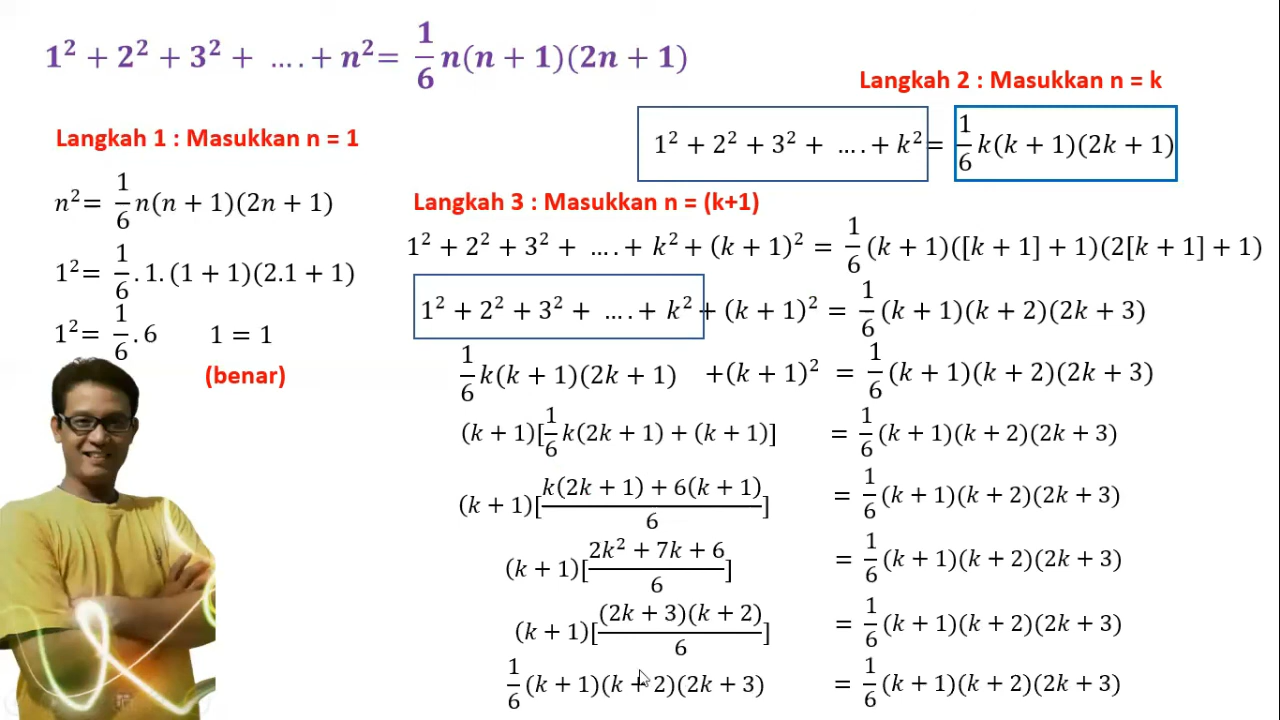 1² + 2² + 3² + .... + n² = 1/6 n(n + 1)(2n + 1)
Langkah 1 : Masukkan n = 1
n² = 1/6 n(n + 1)(2n + 1)
1² = 1/6 . 1. (1 + 1)(2.1 + 1)
1² = 1/6 . 6 1 = 1
(benar)
Langkah 2 : Masukkan n = k
1² + 2² + 3² + .... + k² = 1/6 k(k + 1)(2k + 1)
Langkah 3 : Masukkan n = (k+1)
1² + 2² + 3² + .... + k² + (k + 1)² = 1/6 (k + 1)([k + 1] + 1)(2[k + 1] + 1)
1² + 2² + 3² + .... + k² + (k + 1)² = 1/6 (k + 1)(k + 2)(2k + 3)
1/6 k(k + 1)(2k + 1) +(k + 1)² = 1/6 (k + 1)(k + 2)(2k + 3)
(k + 1)[1/6 k(2k + 1) + (k + 1)] = 1/6 (k + 1)(k + 2)(2k + 3)
(k + 1)[k(2k + 1) + 6(k + 1)/6] = 1/6 (k + 1)(k + 2)(2k + 3)
(k + 1)[2k² + 7k + 6/6] = 1/6 (k + 1)(k + 2)(2k + 3)
(k + 1)[(2k + 3)(k + 2)/6] = 1/6 (k + 1)(k + 2)(2k + 3)
1/6 (k + 1)(k + 2)(2k + 3) = 1/6 (k + 1)(k + 2)(2k + 3)